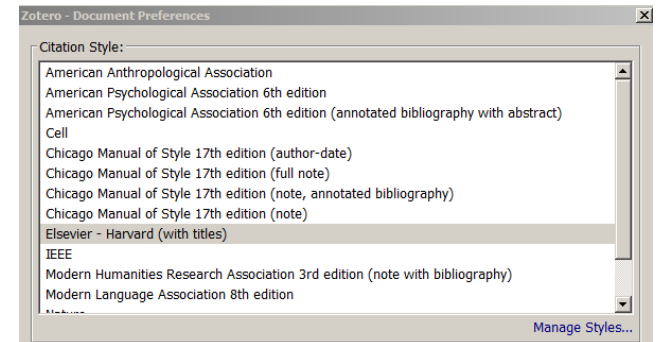 Zotero - Document Preferences
Citation Style:
American Anthropological Association
American Psychological Association 6th edition
American Psychological Association 6th edition (annotated bibliography with abstract)
Cell
Chicago Manual of Style 17th edition (author-date)
Chicago Manual of Style 17th edition (full note)
Chicago Manual of Style 17th edition (note, annotated bibliography)
Chicago Manual of Style 17th edition (note)
Elsevier - Harvard (with titles)
IEEE
Modern Humanities Research Association 3rd edition (note with bibliography)
Modern Language Association 8th edition
Manage Styles...